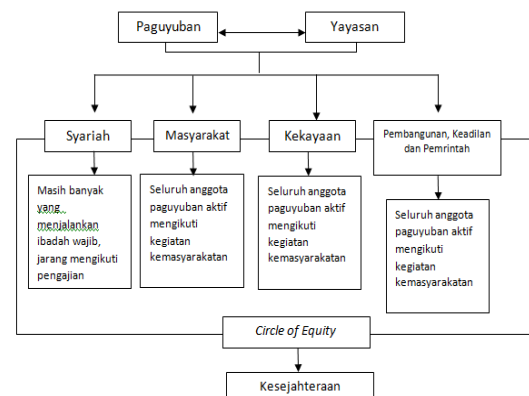 Paguyuban
Yayasan
Syariah
Masyarakat
Kekayaan
Pembangunan, Keadilan
dan Pemrintah
Masih banyak
yang
menjalankan
ibadah wajib,
jarang mengikuti
pengajian
Seluruh anggota
paguyuban aktif
mengikuti
kegiatan
kemasyarakatan
Seluruh anggota
paguyuban aktif
mengikuti
kegiatan
kemasyarakatan
Seluruh anggota
paguyuban aktif
mengikuti
kegiatan
kemasyarakatan
Circle of Equity
Kesejahteraan